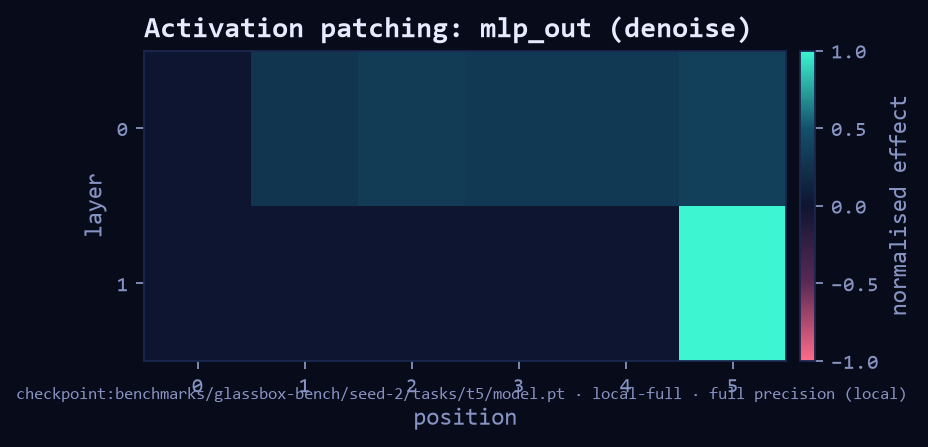 Activation patching: mlp_out (denoise)
1.0
0.5
0.0
−0.5
−1.0
normalised effect
layer
0
1
0 1 2 3 4 5
checkpoint:benchmarks/glassbox-bench/seed-2/tasks/t5/model.pt · local-full · full precision (local)
position